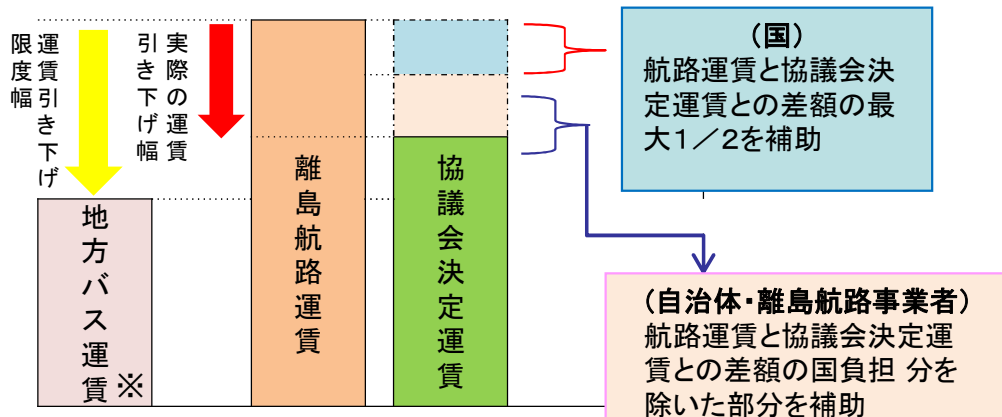 運賃引き下げ
限度幅
実際の運賃
引き下げ幅
地方バス運賃※
離島航路運賃
協議会決定運賃
（国）
航路運賃と協議会決
定運賃との差額の最
大１／２を補助
（自治体・離島航路事業者）
航路運賃と協議会決定運
賃との差額の国負担 分を
除いた部分を補助